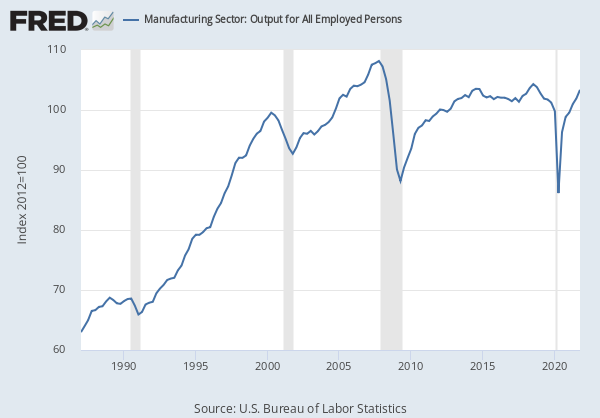 FRED
Manufacturing Sector: Output for All Employed Persons
110
100
90
80
70
60
Index 2012=100
1990 1995 2000 2005 2010 2015 2020
Source: U.S. Bureau of Labor Statistics